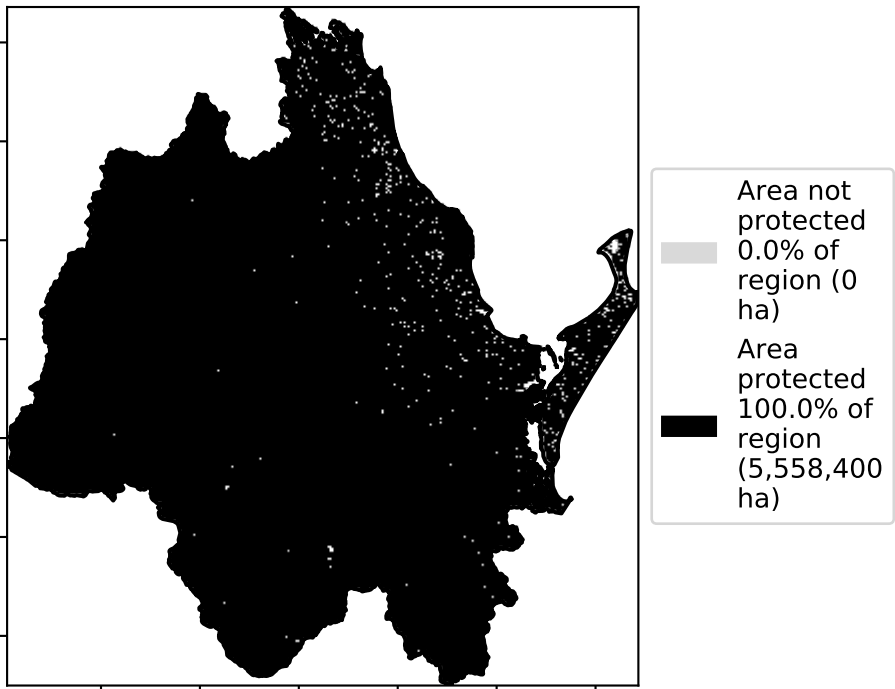 Area not
protected
0.0% of
region (0
ha)
Area
protected
100.0% of
region
(5,558,400
ha)